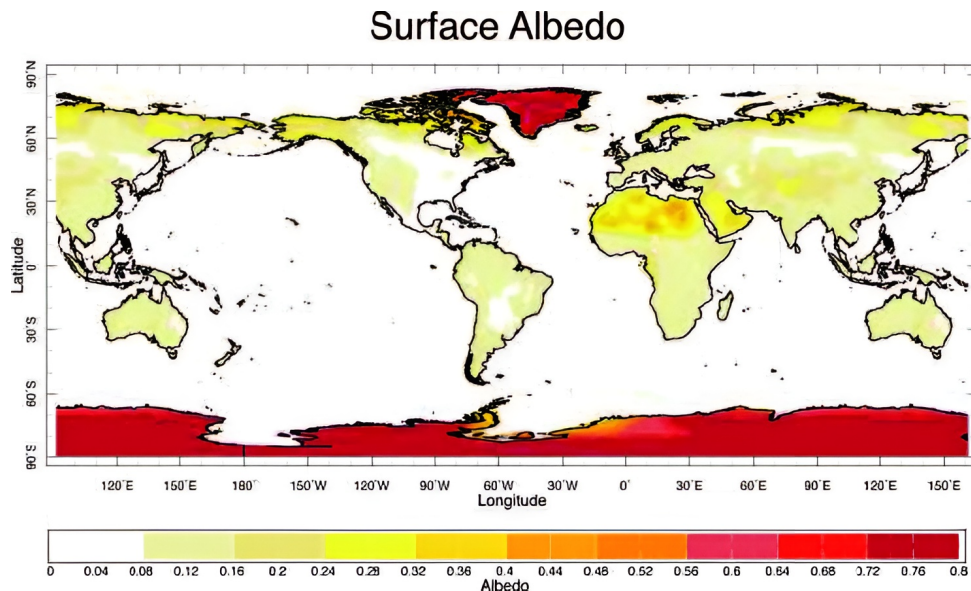 Surface Albedo
90°N
60°N
30°N
0°
30°S
60°S
90°S
Latitude
120°E 150°E 180° 150°W 120°W 90°W 60°W 30°W 0° 30°E 60°E 90°E 120°E 150°E
Longitude
0 0.04 0.08 0.12 0.16 0.2 0.24 0.28 0.32 0.36 0.4 0.44 0.48 0.52 0.56 0.6 0.64 0.68 0.72 0.76 0.8
Albedo